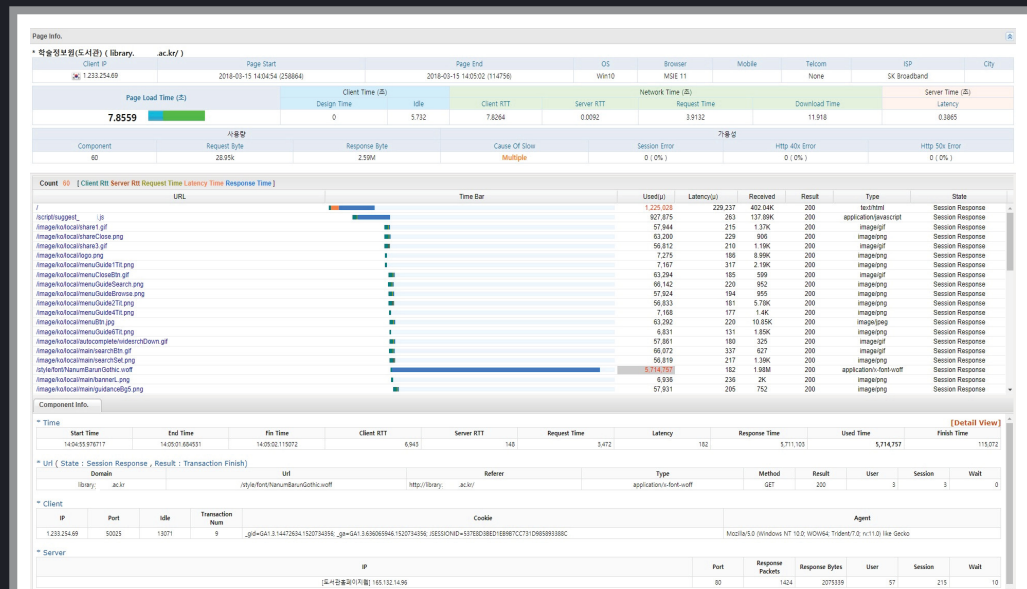 Page Info.
* 학술정보원(도서관) ( library. .ac.kr/ )
Client IP Page Start Page End OS Browser Mobile Telcom ISP City
1.233.254.69 2018-03-15 14:04:54 (258864) 2018-03-15 14:05:02 (114756) Win10 MSIE 11 None SK Broadband
Page Load Time (초) Client Time (초) Network Time (초) Server Time (초)
Design Time Idle Client RTT Server RTT Request Time Download Time Latency
7.8559 0 5.732 7.8264 0.0092 3.9132 11.918 0.3865
사용량 가용성
Component Request Byte Response Byte Cause Of Slow Session Error Http 40x Error Http 50x Error
60 28.95k 2.59M Multiple 0 ( 0% ) 0 ( 0% ) 0 ( 0% )
Count 60 [ Client Rtt Server Rtt Request Time Latency Time Response Time ]
URL Time Bar Used(μ) Latency(μ) Received Result Type State
/ 1,225,028 229,237 402.04K 200 text/html Session Response
/script/suggest_ .js 927,875 263 137.89K 200 application/javascript Session Response
/image/ko/local/share1.gif 57,944 215 1.37K 200 image/gif Session Response
/image/ko/local/shareClose.png 63,200 229 906 200 image/png Session Response
/image/ko/local/share3.gif 56,812 210 1.19K 200 image/gif Session Response
/image/ko/local/logo.png 7,275 186 8.99K 200 image/png Session Response
/image/ko/local/menuGuide1Tit.png 7,167 317 2.19K 200 image/png Session Response
/image/ko/local/menuCloseBtn.gif 63,294 185 599 200 image/gif Session Response
/image/ko/local/menuGuideSearch.png 66,142 220 952 200 image/png Session Response
/image/ko/local/menuGuideBrowse.png 57,924 194 955 200 image/png Session Response
/image/ko/local/menuGuide2Tit.png 56,833 181 5.78K 200 image/png Session Response
/image/ko/local/menuGuide4Tit.png 7,168 177 1.4K 200 image/png Session Response
/image/ko/local/menuBtn.jpg 63,292 220 10.85K 200 image/jpeg Session Response
/image/ko/local/menuGuide6Tit.png 6,831 131 1.85K 200 image/png Session Response
/image/ko/local/autocomplete/widesrchDown.gif 57,861 180 325 200 image/gif Session Response
/image/ko/local/main/searchBtn.gif 66,072 337 627 200 image/gif Session Response
/image/ko/local/main/searchSet.png 56,819 217 1.39K 200 image/png Session Response
/style/font/NanumBarunGothic.woff 5,714,757 182 1.98M 200 application/x-font-woff Session Response
/image/ko/local/main/bannerL.png 6,936 236 2K 200 image/png Session Response
/image/ko/local/main/guidanceBg5.png 57,931 205 752 200 image/png Session Response
Component Info.
* Time [Detail View]
Start Time End Time Fin Time Client RTT Server RTT Request Time Latency Response Time Used Time Finish Time
14:04:55.976717 14:05:01.684531 14:05:02.115072 6,943 148 3,472 182 5,711,103 5,714,757 115,072
* Url ( State : Session Response , Result : Transaction Finish)
Domain Url Referer Type Method Result User Session Wait
library. .ac.kr /style/font/NanumBarunGothic.woff http://library. .ac.kr/ application/x-font-woff GET 200 3 3 0
* Client
IP Port Idle Transaction Num Cookie Agent
1.233.254.69 50025 13071 9 _gid=GA1.3.14472634.1520734356; _ga=GA1.3.636065946.1520734356; JSESSIONID=537E8D3BED1EB9B7CC731D985893388C Mozilla/5.0 (Windows NT 10.0; WOW64; Trident/7.0; rv:11.0) like Gecko
* Server
IP Port Response Packets Response Bytes User Session Wait
[도서관홈페이지웹] 165.132.14.96 80 1424 2075339 57 215 10